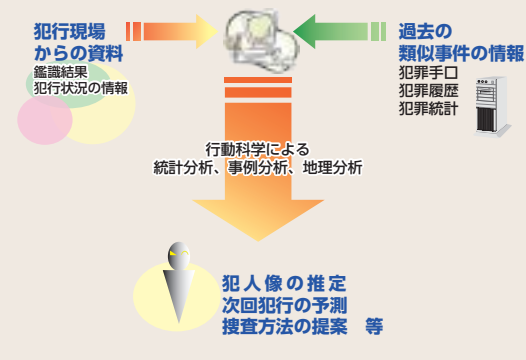 犯行現場
からの資料
鑑識結果
犯行状況の情報
過去の
類似事件の情報
犯罪手口
犯罪履歴
犯罪統計
行動科学による
統計分析、事例分析、地理分析
犯人像の推定
次回犯行の予測
捜査方法の提案　等